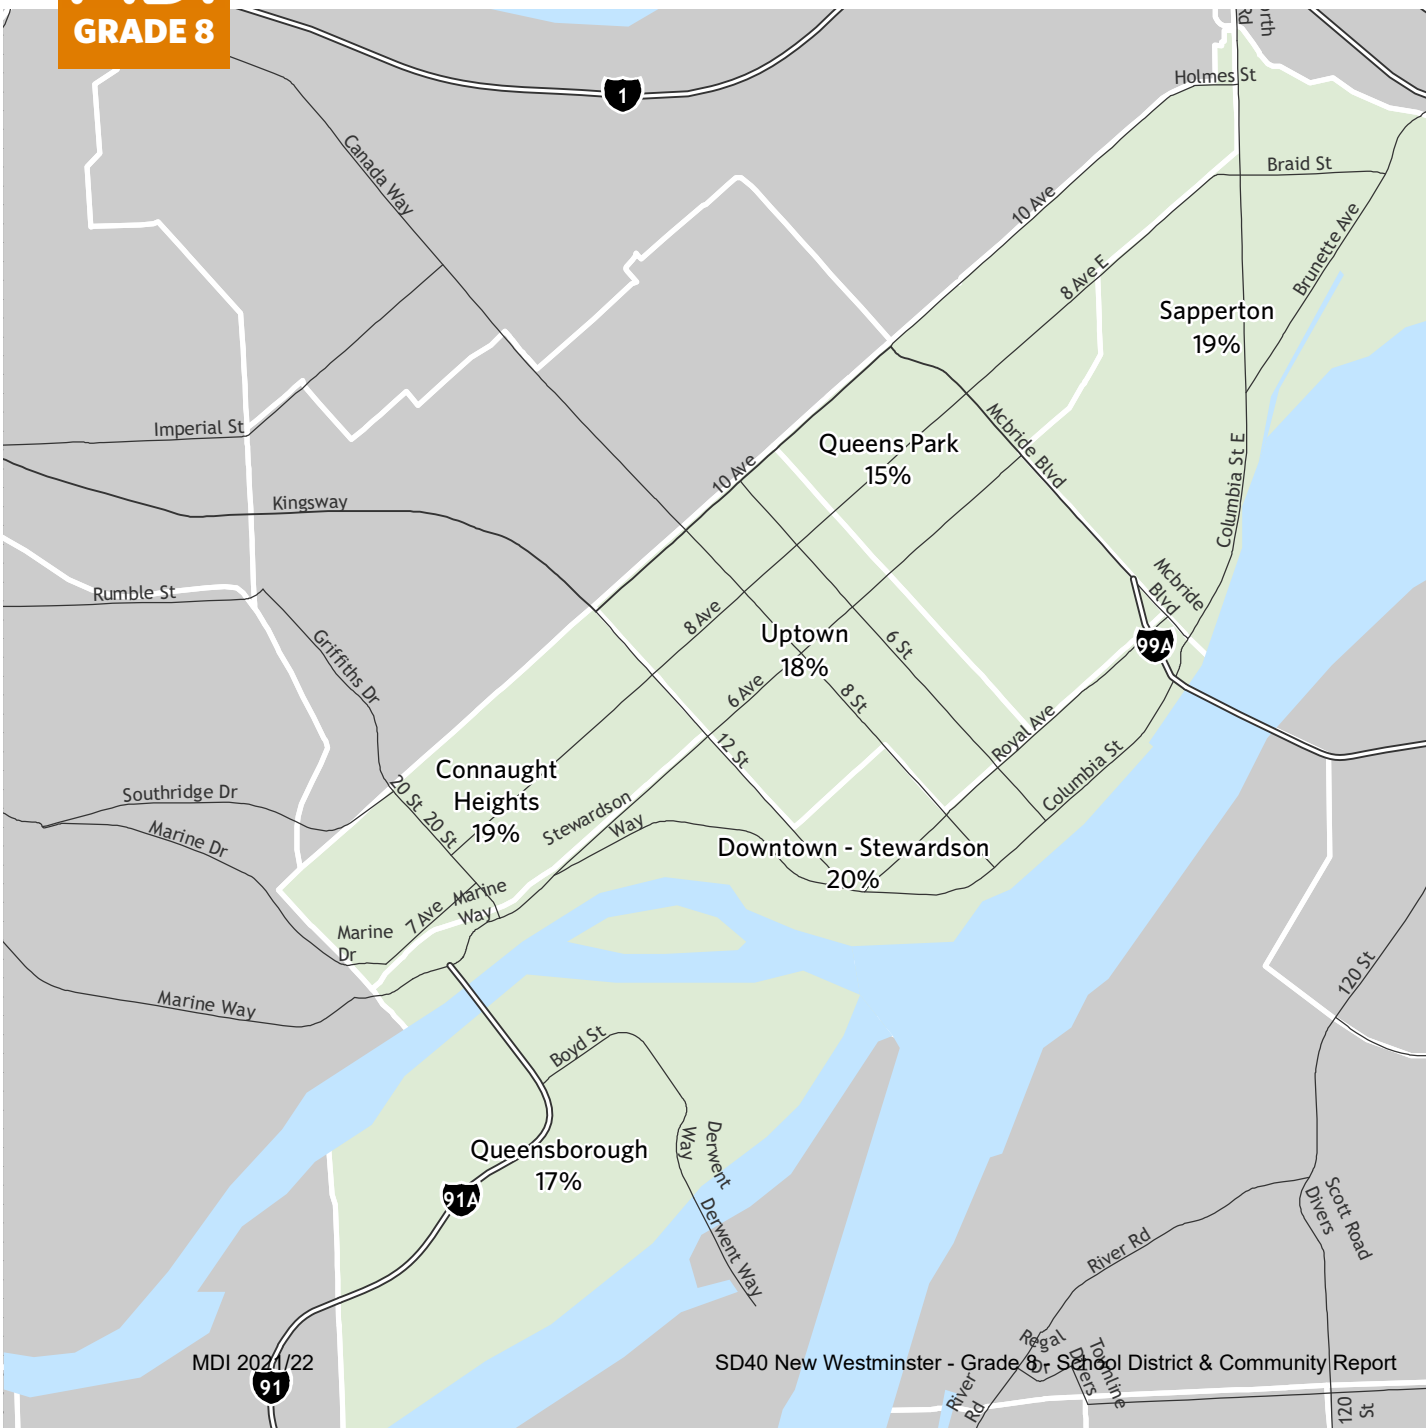 GRADE 8
orth
Rd
Holmes St
1
Canada Way
Braid St
10 Ave
Brunette Ave
8 Ave E
Sapperton
19%
Imperial St
Mcbride Blvd
Queens Park
15%
10 Ave
Columbia St E
Kingsway
Rumble St
Mcbride
Blvd
8 Ave
Uptown
18%
6 St
99A
Griffiths Dr
6 Ave
8 St
Royal Ave
12 St
Columbia St
Connaught
Heights
19%
20 St
20 St
Southridge Dr
Marine Dr
Stewardson
Way
Downtown - Stewardson
20%
Marine
Way
7 Ave
Marine
Dr
Marine Way
120 St
Boyd St
Derwent
Way
Queensborough
17%
91A
Derwent Way
Scott Road
Divers
River Rd
Regal
Dr
Townline
Divers
River
Rd
120
St
MDI 2021/22
SD40 New Westminster - Grade 8 - School District & Community Report
91